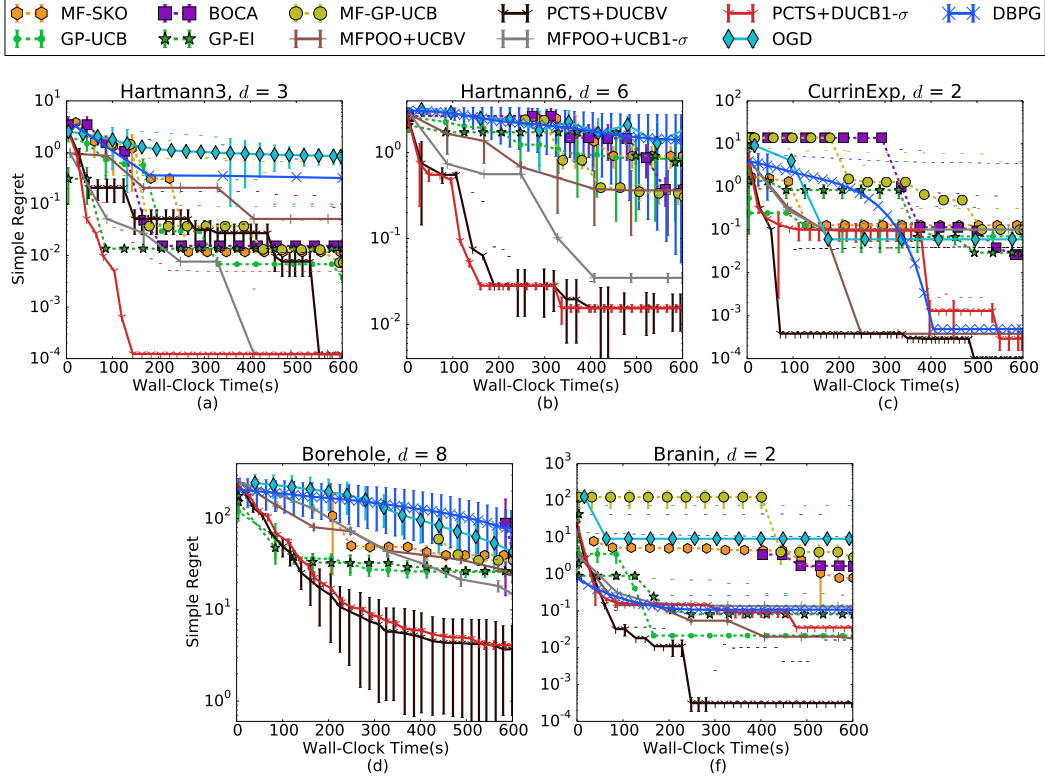 MF-SKO BOCA MF-GP-UCB PCTS+DUCBV PCTS+DUCB1-σ DBPG
GP-UCB GP-EI MFPOO+UCBV MFPOO+UCB1-σ OGD
Hartmann3, d = 3
Simple Regret
10^1
10^0
10^-1
10^-2
10^-3
10^-4
0 100 200 300 400 500 600
Wall-Clock Time(s)
(a)
Hartmann6, d = 6
10^0
10^-1
10^-2
0 100 200 300 400 500 600
Wall-Clock Time(s)
(b)
CurrinExp, d = 2
10^2
10^1
10^0
10^-1
10^-2
10^-3
10^-4
0 100 200 300 400 500 600
Wall-Clock Time(s)
(c)
Borehole, d = 8
Simple Regret
10^2
10^1
10^0
0 100 200 300 400 500 600
Wall-Clock Time(s)
(d)
Branin, d = 2
10^3
10^2
10^1
10^0
10^-1
10^-2
10^-3
10^-4
0 100 200 300 400 500 600
Wall-Clock Time(s)
(f)